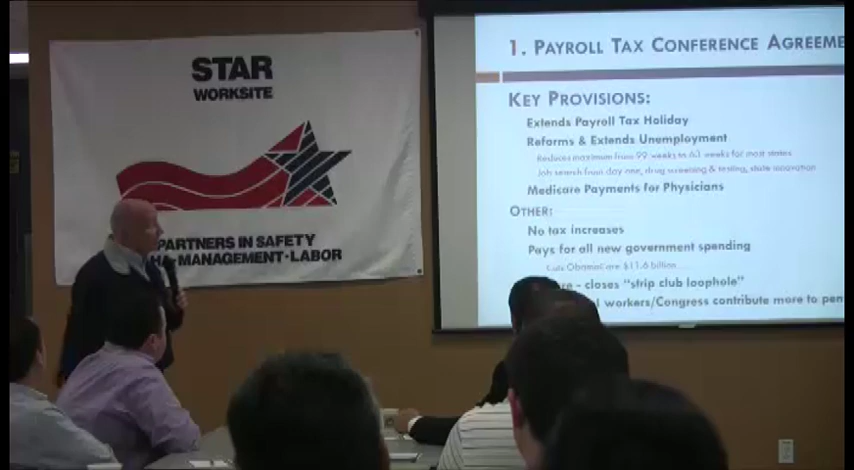 STAR
WORKSITE
PARTNERS IN SAFETY
MANAGEMENT·LABOR
1. PAYROLL TAX CONFERENCE AGREEME
KEY PROVISIONS:
Extends Payroll Tax Holiday
Reforms & Extends Unemployment
Reduces maximum from 99 weeks to 63 weeks for most states
Job search from day one, drug screening & testing, state innovation
Medicare Payments for Physicians
OTHER:
No tax increases
Pays for all new government spending
Cuts ObamaCare $11.6 billion
- closes "strip club loophole"
workers/Congress contribute more to pen